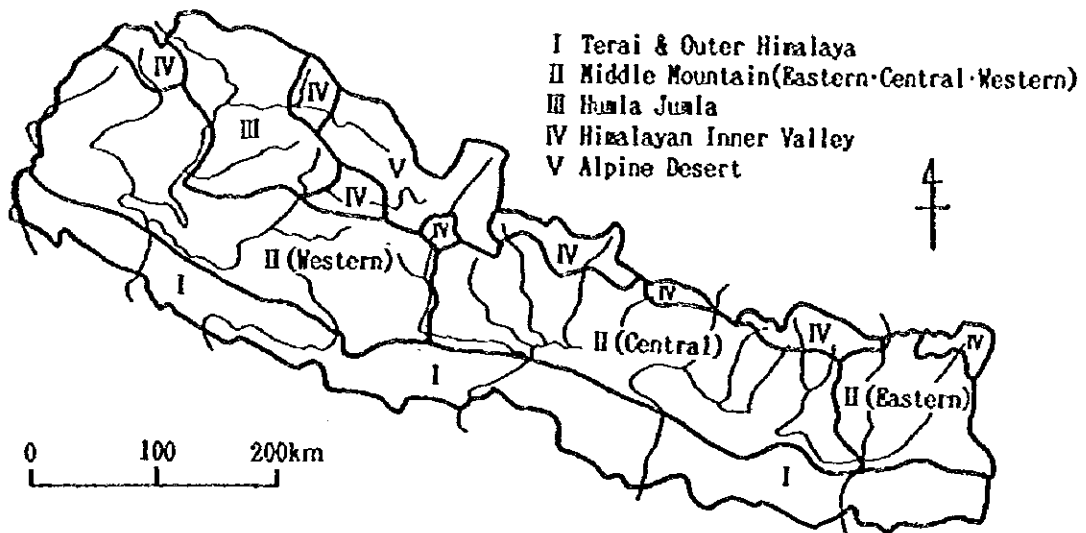 I Terai & Outer Himalaya
II Middle Mountain(Eastern·Central·Western)
III Humla Jumla
IV Himalayan Inner Valley
V Alpine Desert
IV
IV
III
V
IV
IV
II (Western)
IV
I
IV
II (Central)
IV
IV
I
II (Eastern)
0 100 200km
I